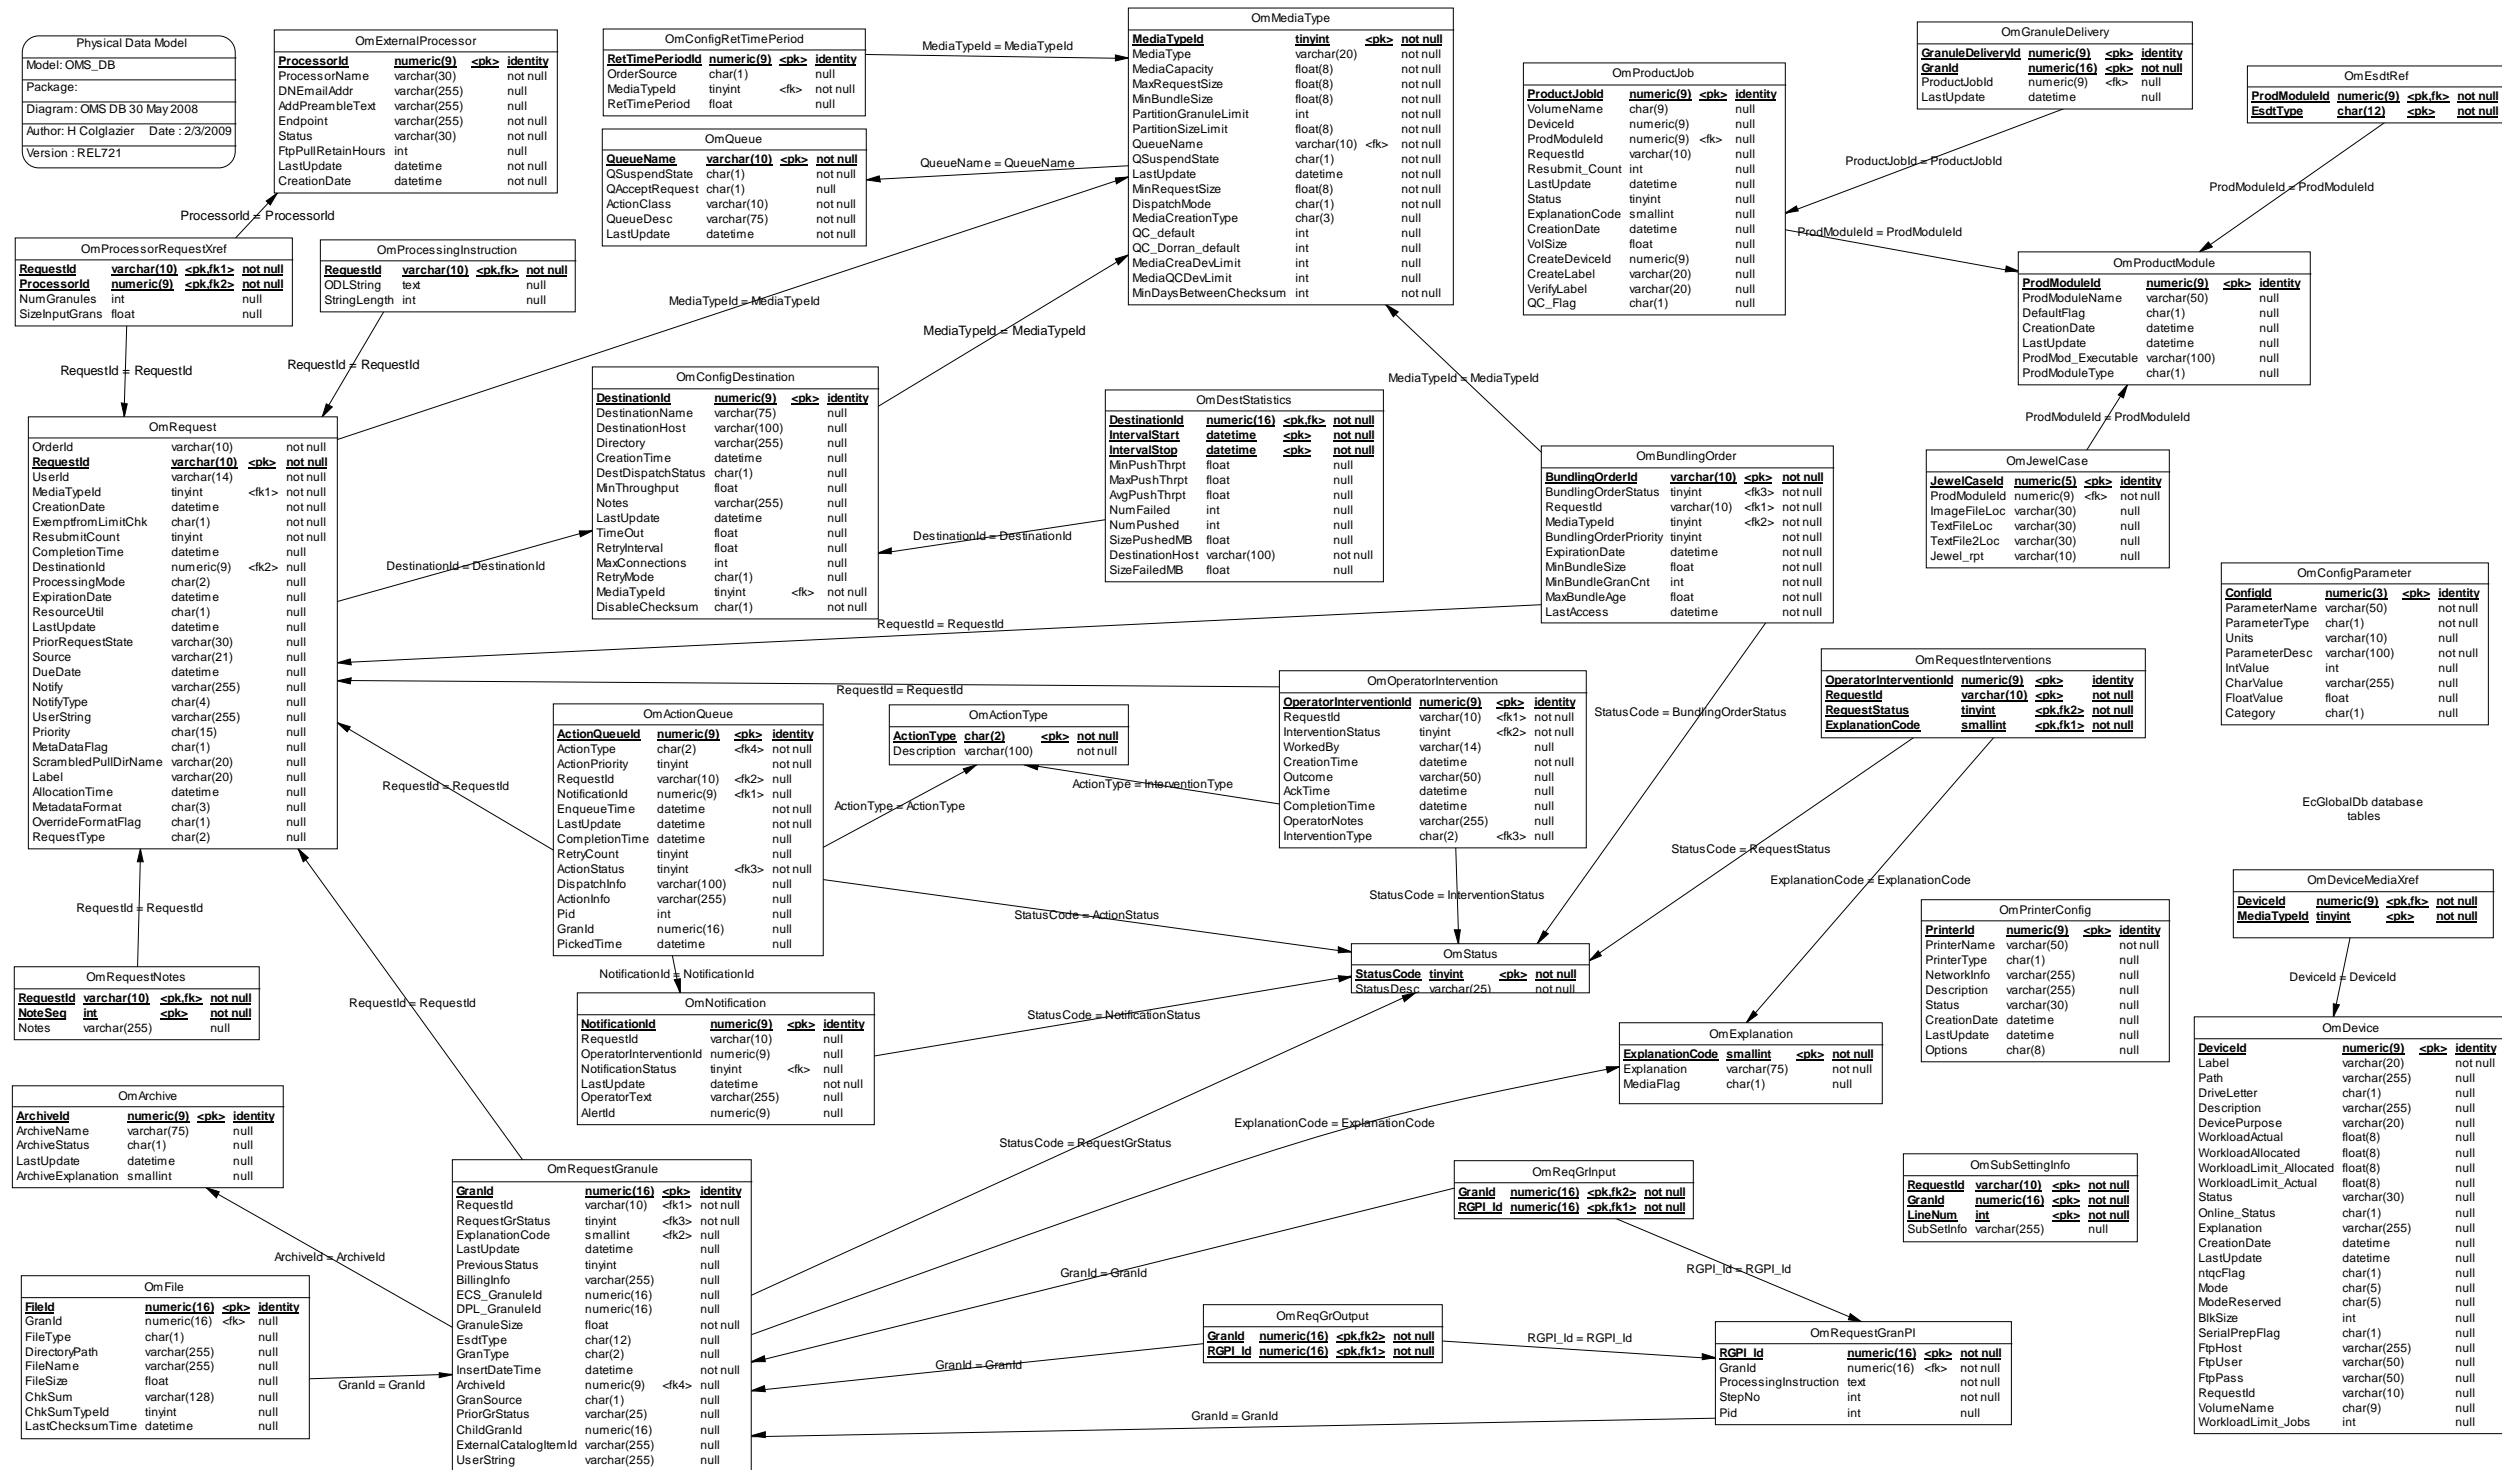 Physical Data Model
Model: OMS_DB
Package:
Diagram: OMS DB 30 May 2008
Author: H Colglazier Date : 2/3/2009
Version : REL721
OmExternalProcessor
ProcessorId numeric(9) <pk> identity
ProcessorName varchar(30) not null
DNEmailAddr varchar(255) null
AddPreambleText varchar(255) null
Endpoint varchar(255) not null
Status varchar(30) not null
FtpPullRetainHours int null
LastUpdate datetime not null
CreationDate datetime not null
OmConfigRetTimePeriod
RetTimePeriodId numeric(9) <pk> identity
OrderSource char(1) null
MediaTypeId tinyint <fk> not null
RetTimePeriod float null
MediaTypeId = MediaTypeId
OmQueue
QueueName varchar(10) <pk> not null
QSuspendState char(1) not null
QAcceptRequest char(1) null
ActionClass varchar(10) not null
QueueDesc varchar(75) not null
LastUpdate datetime not null
QueueName = QueueName
OmMediaType
MediaTypeId tinyint <pk> not null
MediaType varchar(20) not null
MediaCapacity float(8) not null
MaxRequestSize float(8) not null
MinBundleSize float(8) not null
PartitionGranuleLimit int not null
PartitionSizeLimit float(8) not null
QueueName varchar(10) <fk> not null
QSuspendState char(1) not null
LastUpdate datetime not null
MinRequestSize float(8) not null
DispatchMode char(1) not null
MediaCreationType char(3) null
QC_default int null
QC_Dorran_default int null
MediaCreaDevLimit int null
MediaQCDevLimit int null
MinDaysBetweenChecksum int not null
OmProductJob
ProductJobId numeric(9) <pk> identity
VolumeName char(9) null
DeviceId numeric(9) null
ProdModuleId numeric(9) <fk> null
RequestId varchar(10) null
Resubmit_Count int null
LastUpdate datetime null
Status tinyint null
ExplanationCode smallint null
CreationDate datetime null
VolSize float null
CreateDeviceId numeric(9) null
CreateLabel varchar(20) null
VerifyLabel varchar(20) null
QC_Flag char(1) null
OmGranuleDelivery
GranuleDeliveryId numeric(9) <pk> identity
GranId numeric(16) <pk> not null
ProductJobId numeric(9) <fk> null
LastUpdate datetime null
ProductJobId = ProductJobId
OmEsdtRef
ProdModuleId numeric(9) <pk,fk> not null
EsdtType char(12) <pk> not null
ProdModuleId = ProdModuleId
ProdModuleId = ProdModuleId
OmProductModule
ProdModuleId numeric(9) <pk> identity
ProdModuleName varchar(50) null
DefaultFlag char(1) null
CreationDate datetime null
LastUpdate datetime null
ProdMod_Executable varchar(100) null
ProdModuleType char(1) null
ProdModuleId = ProdModuleId
OmJewelCase
JewelCaseId numeric(5) <pk> identity
ProdModuleId numeric(9) <fk> not null
ImageFileLoc varchar(30) null
TextFileLoc varchar(30) null
TextFile2Loc varchar(30) null
Jewel_rpt varchar(10) null
ProcessorId = ProcessorId
OmProcessorRequestXref
RequestId varchar(10) <pk,fk1> not null
ProcessorId numeric(9) <pk,fk2> not null
NumGranules int null
SizeInputGrans float null
OmProcessingInstruction
RequestId varchar(10) <pk,fk> not null
ODLString text null
StringLength int null
RequestId = RequestId
RequestId = RequestId
MediaTypeId = MediaTypeId
MediaTypeId = MediaTypeId
MediaTypeId = MediaTypeId
OmRequest
OrderId varchar(10) not null
RequestId varchar(10) <pk> not null
UserId varchar(14) not null
MediaTypeId tinyint <fk1> not null
CreationDate datetime not null
ExemptfromLimitChk char(1) not null
ResubmitCount tinyint not null
CompletionTime datetime null
DestinationId numeric(9) <fk2> null
ProcessingMode char(2) null
ExpirationDate datetime null
ResourceUtil char(1) null
LastUpdate datetime null
PriorRequestState varchar(30) null
Source varchar(21) null
DueDate datetime null
Notify varchar(255) null
NotifyType char(4) null
UserString varchar(255) null
Priority char(15) null
MetaDataFlag char(1) null
ScrambledPullDirName varchar(20) null
Label varchar(20) null
AllocationTime datetime null
MetadataFormat char(3) null
OverrideFormatFlag char(1) null
RequestType char(2) null
OmConfigDestination
DestinationId numeric(9) <pk> identity
DestinationName varchar(75) null
DestinationHost varchar(100) null
Directory varchar(255) null
CreationTime datetime null
DestDispatchStatus char(1) null
MinThroughput float null
Notes varchar(255) null
LastUpdate datetime null
TimeOut float null
RetryInterval float null
MaxConnections int null
RetryMode char(1) null
MediaTypeId tinyint <fk> not null
DisableChecksum char(1) not null
DestinationId = DestinationId
OmDestStatistics
DestinationId numeric(16) <pk,fk> not null
IntervalStart datetime <pk> not null
IntervalStop datetime <pk> not null
MinPushThrpt float null
MaxPushThrpt float null
AvgPushThrpt float null
NumFailed int null
NumPushed int null
SizePushedMB float null
DestinationHost varchar(100) not null
SizeFailedMB float null
DestinationId = DestinationId
OmBundlingOrder
BundlingOrderId varchar(10) <pk> not null
BundlingOrderStatus tinyint <fk3> not null
RequestId varchar(10) <fk1> not null
MediaTypeId tinyint <fk2> not null
BundlingOrderPriority tinyint not null
ExpirationDate datetime not null
MinBundleSize float not null
MinBundleGranCnt int not null
MaxBundleAge float not null
LastAccess datetime not null
RequestId = RequestId
RequestId = RequestId
OmConfigParameter
ConfigId numeric(3) <pk> identity
ParameterName varchar(50) not null
ParameterType char(1) not null
Units varchar(10) null
ParameterDesc varchar(100) not null
IntValue int null
CharValue varchar(255) null
FloatValue float null
Category char(1) null
OmRequestInterventions
OperatorInterventionId numeric(9) <pk> identity
RequestId varchar(10) <pk> not null
RequestStatus tinyint <pk,fk2> not null
ExplanationCode smallint <pk,fk1> not null
OmOperatorIntervention
OperatorInterventionId numeric(9) <pk> identity
RequestId varchar(10) <fk1> not null
InterventionStatus tinyint <fk2> not null
WorkedBy varchar(14) null
CreationTime datetime not null
Outcome varchar(50) null
AckTime datetime null
CompletionTime datetime null
OperatorNotes varchar(255) null
InterventionType char(2) <fk3> null
StatusCode = BundlingOrderStatus
OmActionQueue
ActionQueueId numeric(9) <pk> identity
ActionType char(2) <fk4> not null
ActionPriority tinyint not null
RequestId varchar(10) <fk2> null
NotificationId numeric(9) <fk1> null
EnqueueTime datetime not null
LastUpdate datetime not null
CompletionTime datetime null
RetryCount tinyint null
ActionStatus tinyint <fk3> not null
DispatchInfo varchar(100) null
ActionInfo varchar(255) null
Pid int null
GranId numeric(16) null
PickedTime datetime null
OmActionType
ActionType char(2) <pk> not null
Description varchar(100) not null
RequestId = RequestId
ActionType = ActionType
ActionType = InterventionType
StatusCode = RequestStatus
ExplanationCode = ExplanationCode
StatusCode = InterventionStatus
StatusCode = ActionStatus
EcGlobalDb database
tables
OmDeviceMediaXref
DeviceId numeric(9) <pk,fk> not null
MediaTypeId tinyint <pk> not null
DeviceId = DeviceId
OmPrinterConfig
PrinterId numeric(9) <pk> identity
PrinterName varchar(50) not null
PrinterType char(1) null
NetworkInfo varchar(255) null
Description varchar(255) null
Status varchar(30) null
CreationDate datetime null
LastUpdate datetime null
Options char(8) null
OmStatus
StatusCode tinyint <pk> not null
StatusDesc varchar(25) not null
RequestId = RequestId
OmRequestNotes
RequestId varchar(10) <pk,fk> not null
NoteSeq int <pk> not null
Notes varchar(255) null
RequestId = RequestId
NotificationId = NotificationId
OmNotification
NotificationId numeric(9) <pk> identity
RequestId varchar(10) null
OperatorInterventionId numeric(9) null
NotificationStatus tinyint <fk> null
LastUpdate datetime not null
OperatorText varchar(255) null
AlertId numeric(9) null
StatusCode = NotificationStatus
OmExplanation
ExplanationCode smallint <pk> not null
Explanation varchar(75) not null
MediaFlag char(1) null
StatusCode = RequestGrStatus
ExplanationCode = ExplanationCode
OmDevice
DeviceId numeric(9) <pk> identity
Label varchar(20) not null
Path varchar(255) null
DriveLetter char(1) null
Description varchar(255) null
DevicePurpose varchar(20) null
WorkloadActual float(8) null
WorkloadAllocated float(8) null
WorkloadLimit_Allocated float(8) null
WorkloadLimit_Actual float(8) null
Status varchar(30) null
Online_Status char(1) null
Explanation varchar(255) null
CreationDate datetime null
LastUpdate datetime null
ntqcFlag char(1) null
Mode char(5) null
ModeReserved char(5) null
BlkSize int null
SerialPrepFlag char(1) null
FtpHost varchar(255) null
FtpUser varchar(50) null
FtpPass varchar(50) null
RequestId varchar(10) null
VolumeName char(9) null
WorkloadLimit_Jobs int null
OmArchive
ArchiveId numeric(9) <pk> identity
ArchiveName varchar(75) null
ArchiveStatus char(1) null
LastUpdate datetime null
ArchiveExplanation smallint null
ArchiveId = ArchiveId
OmFile
FileId numeric(16) <pk> identity
GranId numeric(16) <fk> null
FileType char(1) null
DirectoryPath varchar(255) null
FileName varchar(255) null
FileSize float null
ChkSum varchar(128) null
ChkSumTypeId tinyint null
LastChecksumTime datetime null
GranId = GranId
OmRequestGranule
GranId numeric(16) <pk> identity
RequestId varchar(10) <fk1> not null
RequestGrStatus tinyint <fk3> not null
ExplanationCode smallint <fk2> null
LastUpdate datetime null
PreviousStatus tinyint null
BillingInfo varchar(255) null
ECS_GranuleId numeric(16) null
DPL_GranuleId numeric(16) null
GranuleSize float not null
EsdtType char(12) null
GranType char(2) null
InsertDateTime datetime not null
ArchiveId numeric(9) <fk4> null
GranSource char(1) null
PriorGrStatus varchar(25) null
ChildGranId numeric(16) null
ExternalCatalogItemId varchar(255) null
UserString varchar(255) null
OmReqGrInput
GranId numeric(16) <pk,fk2> not null
RGPI_Id numeric(16) <pk,fk1> not null
GranId = GranId
RGPI_Id = RGPI_Id
OmSubSettingInfo
RequestId varchar(10) <pk> not null
GranId numeric(16) <pk> not null
LineNum int <pk> not null
SubSetInfo varchar(255) null
OmReqGrOutput
GranId numeric(16) <pk,fk2> not null
RGPI_Id numeric(16) <pk,fk1> not null
RGPI_Id = RGPI_Id
GranId = GranId
OmRequestGranPI
RGPI_Id numeric(16) <pk> not null
GranId numeric(16) <fk> not null
ProcessingInstruction text not null
StepNo int not null
Pid int null
GranId = GranId